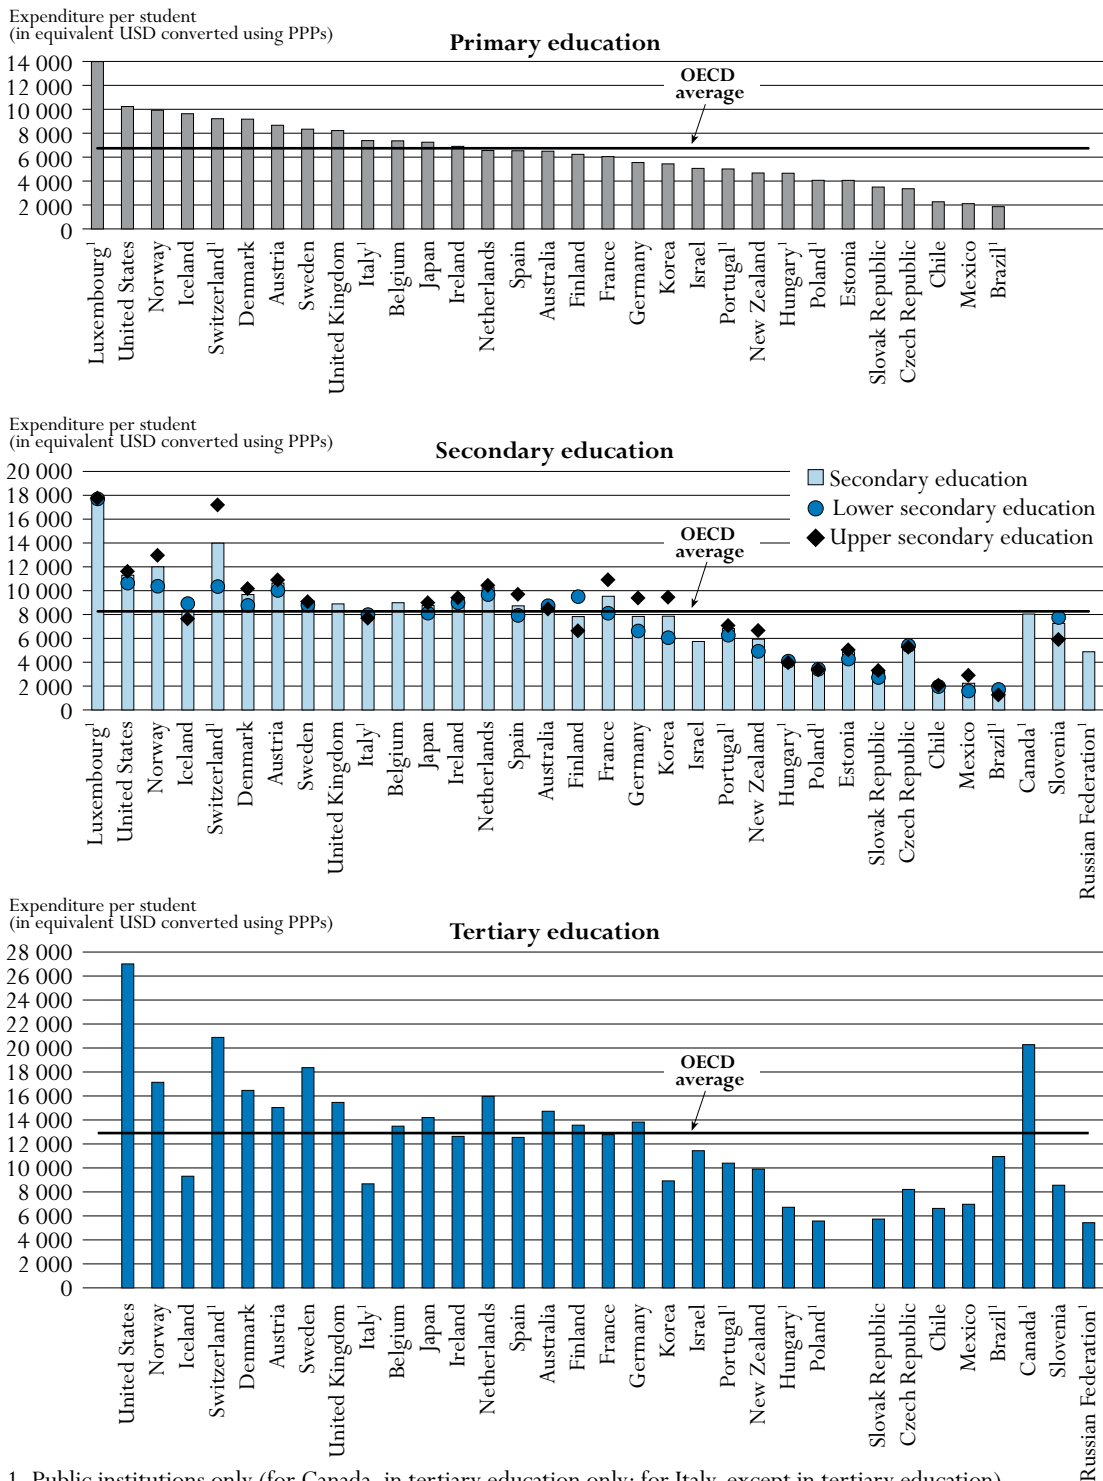 Expenditure per student
(in equivalent USD converted using PPPs)
Primary education
14 000
12 000
10 000
8 000
6 000
4 000
2 000
0
OECD
average
Luxembourg¹
United States
Norway
Iceland
Switzerland¹
Denmark
Austria
Sweden
United Kingdom
Italy¹
Belgium
Japan
Ireland
Netherlands
Spain
Australia
Finland
France
Germany
Korea
Israel
Portugal¹
New Zealand
Hungary¹
Poland¹
Estonia
Slovak Republic
Czech Republic
Chile
Mexico
Brazil¹
Expenditure per student
(in equivalent USD converted using PPPs)
Secondary education
20 000
18 000
16 000
14 000
12 000
10 000
8 000
6 000
4 000
2 000
0
Secondary education
Lower secondary education
Upper secondary education
OECD
average
Luxembourg¹
United States
Norway
Iceland
Switzerland¹
Denmark
Austria
Sweden
United Kingdom
Italy¹
Belgium
Japan
Ireland
Netherlands
Spain
Australia
Finland
France
Germany
Korea
Israel
Portugal¹
New Zealand
Hungary¹
Poland¹
Estonia
Slovak Republic
Czech Republic
Chile
Mexico
Brazil¹
Canada¹
Slovenia
Russian Federation¹
Expenditure per student
(in equivalent USD converted using PPPs)
Tertiary education
28 000
26 000
24 000
22 000
20 000
18 000
16 000
14 000
12 000
10 000
8 000
6 000
4 000
2 000
0
OECD
average
United States
Norway
Iceland
Switzerland¹
Denmark
Austria
Sweden
United Kingdom
Italy¹
Belgium
Japan
Ireland
Netherlands
Spain
Australia
Finland
France
Germany
Korea
Israel
Portugal¹
New Zealand
Hungary¹
Poland¹
Slovak Republic
Czech Republic
Chile
Mexico
Brazil¹
Canada¹
Slovenia
Russian Federation¹
1. Public institutions only (for Canada, in tertiary education only; for Italy, except in tertiary education).